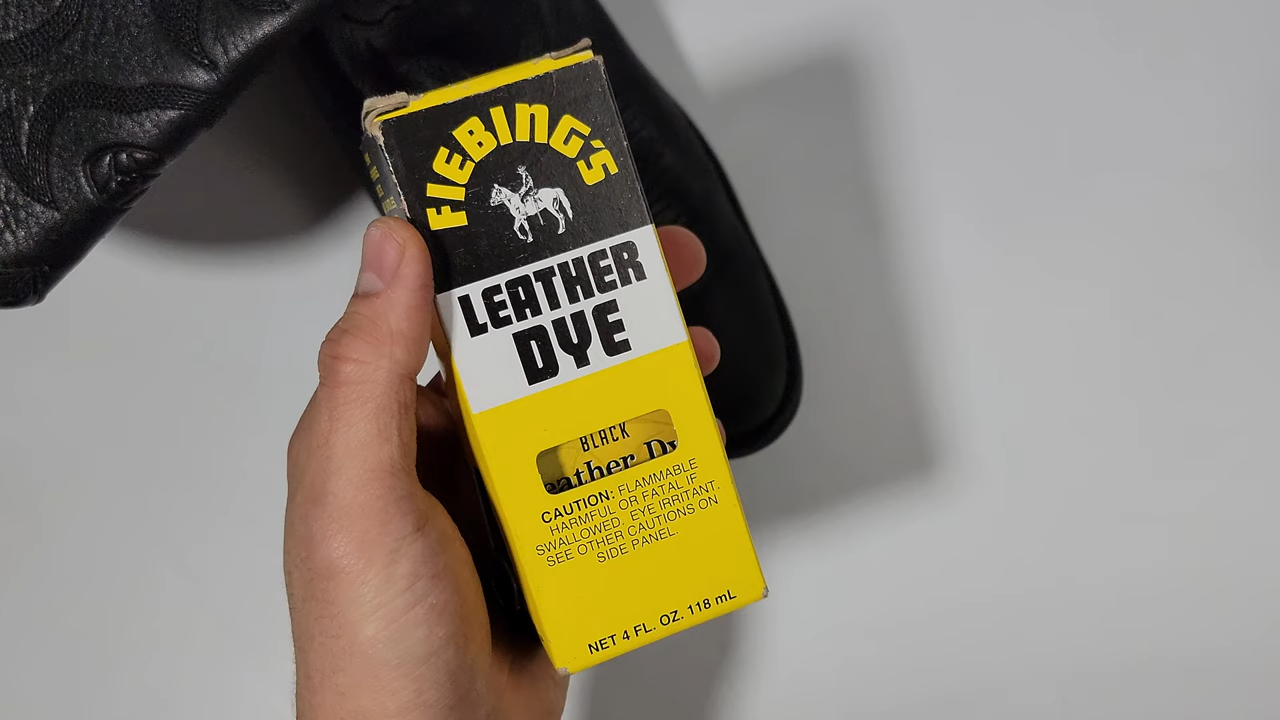 FIEBING'S
LEATHER
DYE
BLACK
eather Dy
CAUTION: FLAMMABLE
HARMFUL OR FATAL IF
SWALLOWED. EYE IRRITANT.
SEE OTHER CAUTIONS ON
SIDE PANEL.
NET 4 FL. OZ. 118 mL